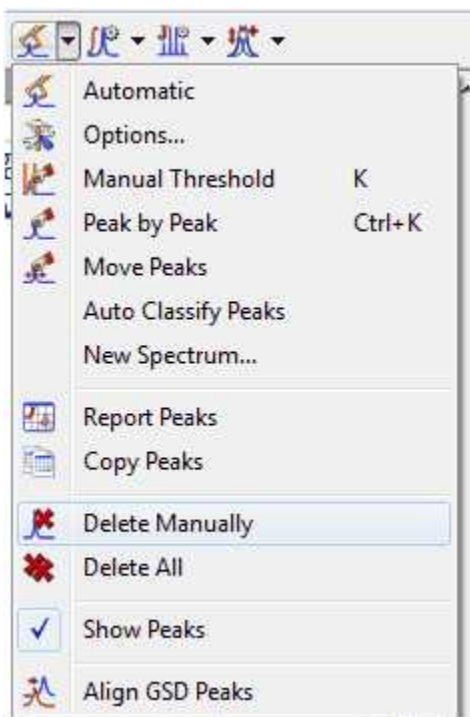 Automatic
Options...
Manual Threshold K
Peak by Peak Ctrl+K
Move Peaks
Auto Classify Peaks
New Spectrum...
Report Peaks
Copy Peaks
Delete Manually
Delete All
Show Peaks
Align GSD Peaks